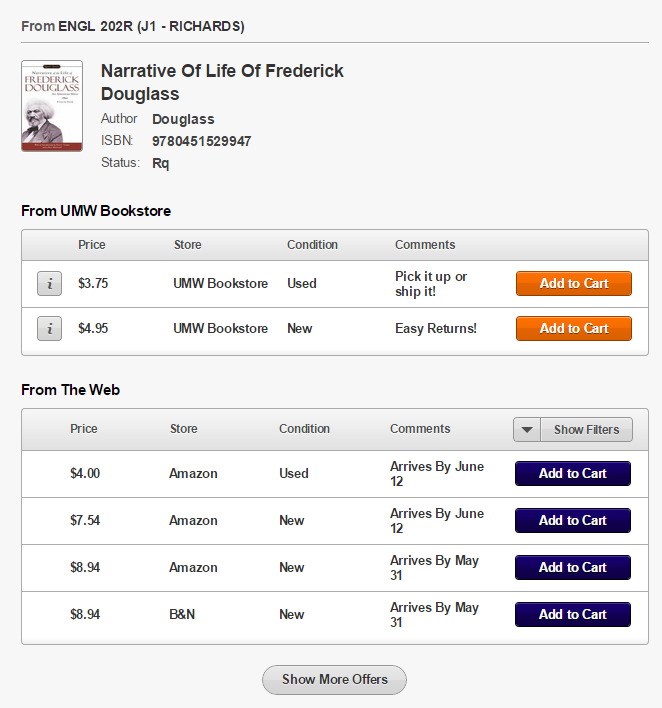 From ENGL 202R (J1 - RICHARDS)
FREDERICK
DOUGLASS
Narrative Of Life Of Frederick
Douglass
Author Douglass
ISBN: 9780451529947
Status: Rq
From UMW Bookstore
Price Store Condition Comments
i $3.75 UMW Bookstore Used Pick it up or
ship it! Add to Cart
i $4.95 UMW Bookstore New Easy Returns! Add to Cart
From The Web
Price Store Condition Comments Show Filters
$4.00 Amazon Used Arrives By June
12 Add to Cart
$7.54 Amazon New Arrives By June
12 Add to Cart
$8.94 Amazon New Arrives By May
31 Add to Cart
$8.94 B&N New Arrives By May
31 Add to Cart
Show More Offers